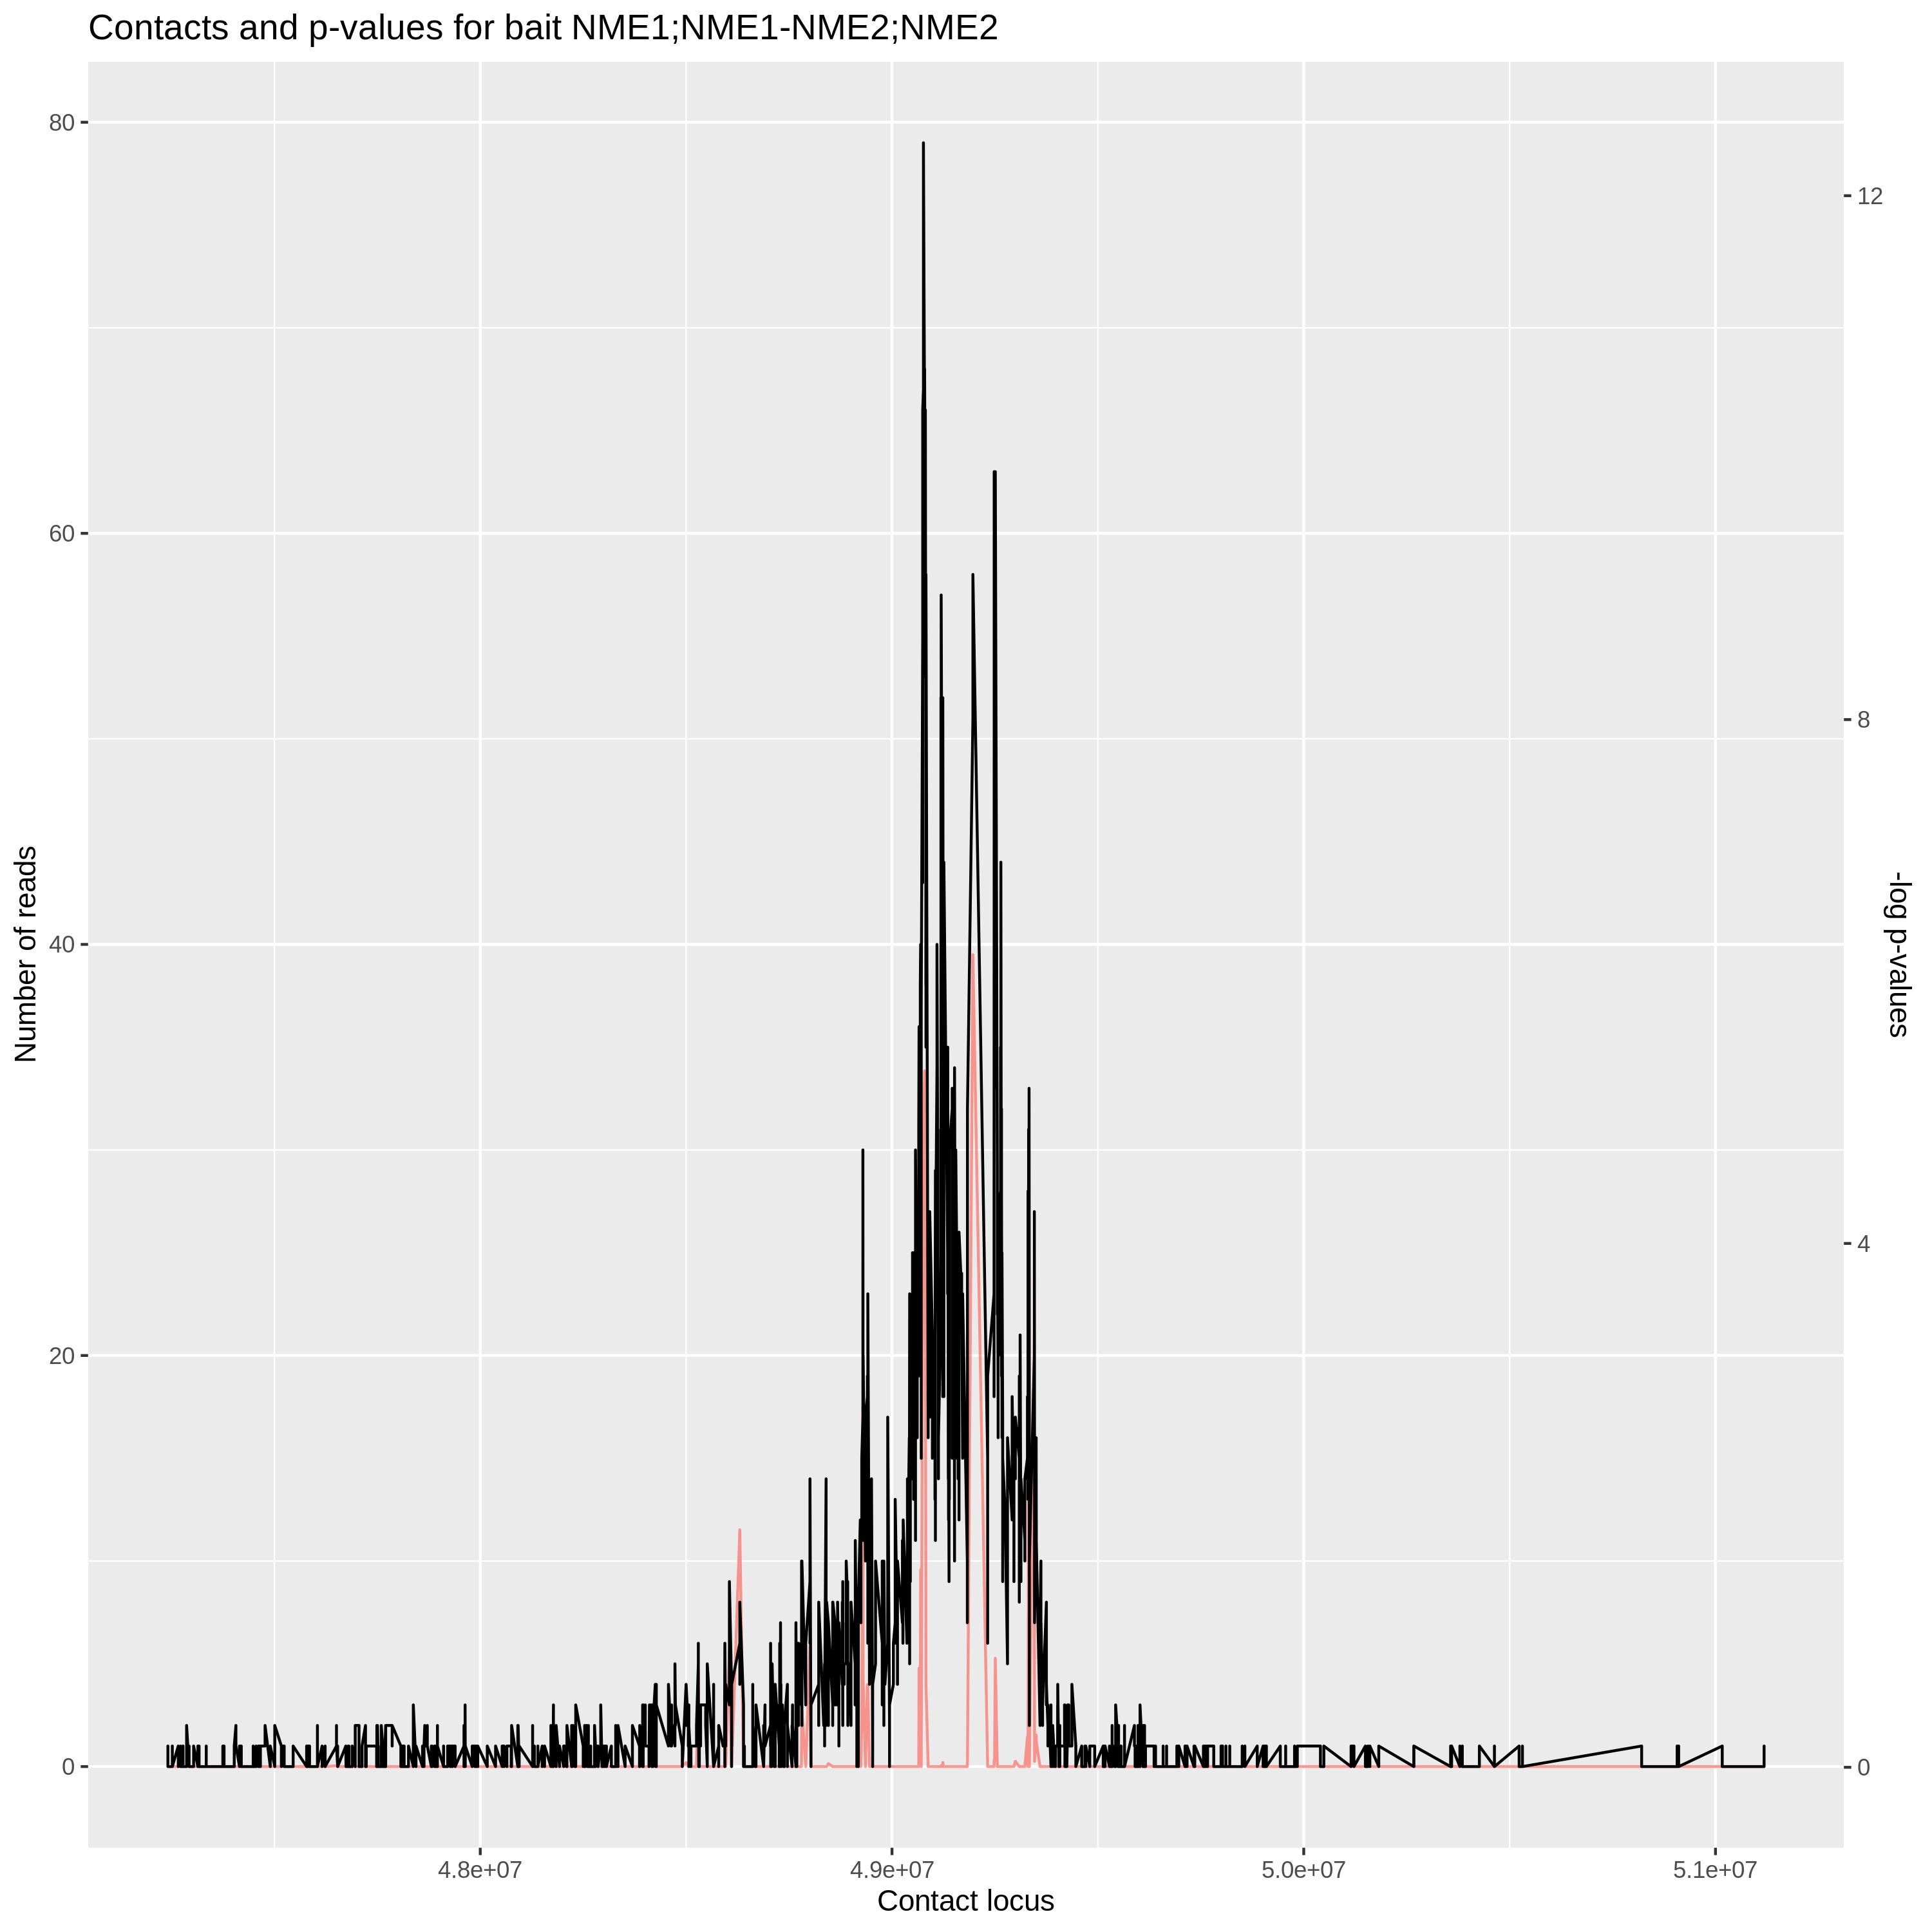 Contacts and p-values for bait NME1;NME1-NME2;NME2
80
60
40
20
0
Number of reads
12
8
4
0
-log p-values
4.8e+07
4.9e+07
5.0e+07
5.1e+07
Contact locus